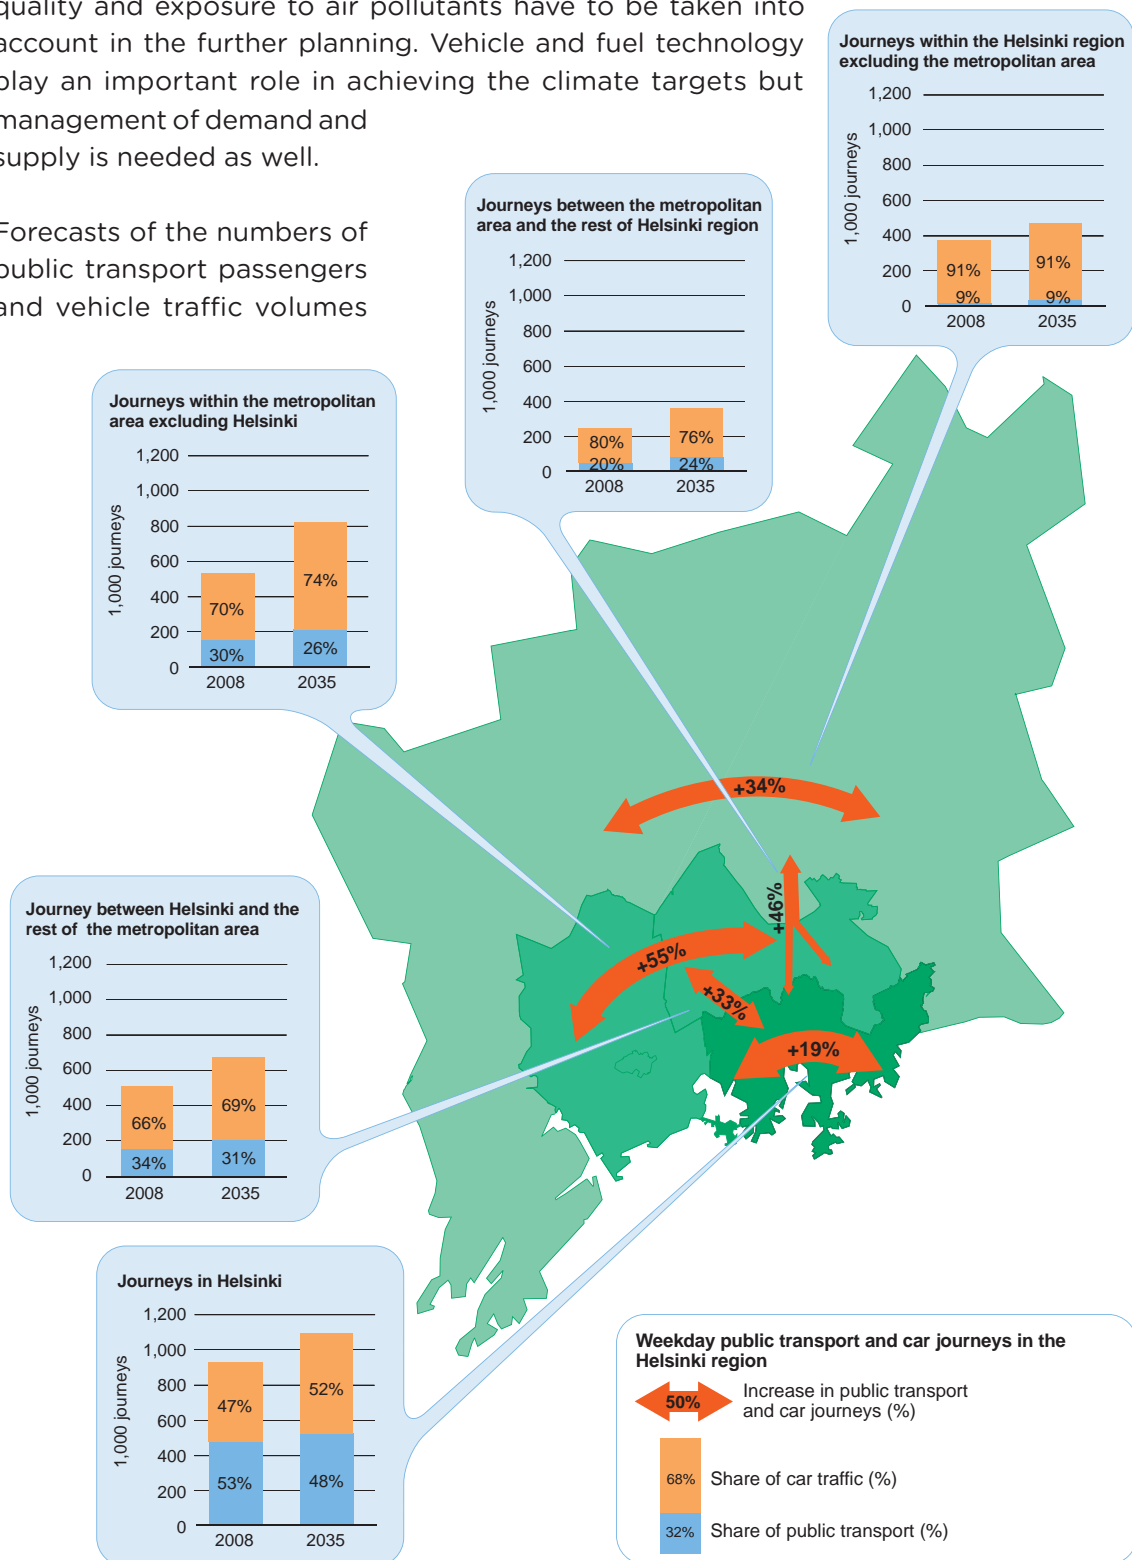 quality and exposure to air pollutants have to be taken into
account in the further planning. Vehicle and fuel technology
play an important role in achieving the climate targets but
management of demand and
supply is needed as well.
Forecasts of the numbers of
public transport passengers
and vehicle traffic volumes
Journeys within the Helsinki region
excluding the metropolitan area
1,000 journeys
1,200
1,000
800
600
400
200
0
91%
9%
91%
9%
2008
2035
Journeys between the metropolitan
area and the rest of Helsinki region
1,000 journeys
1,200
1,000
800
600
400
200
0
80%
20%
76%
24%
2008
2035
Journeys within the metropolitan
area excluding Helsinki
1,000 journeys
1,200
1,000
800
600
400
200
0
70%
30%
74%
26%
2008
2035
+34%
+46%
+55%
+33%
+19%
Journey between Helsinki and the
rest of the metropolitan area
1,000 journeys
1,200
1,000
800
600
400
200
0
66%
34%
69%
31%
2008
2035
Journeys in Helsinki
1,000 journeys
1,200
1,000
800
600
400
200
0
47%
53%
52%
48%
2008
2035
Weekday public transport and car journeys in the
Helsinki region
50%
Increase in public transport
and car journeys (%)
68%
Share of car traffic (%)
32%
Share of public transport (%)